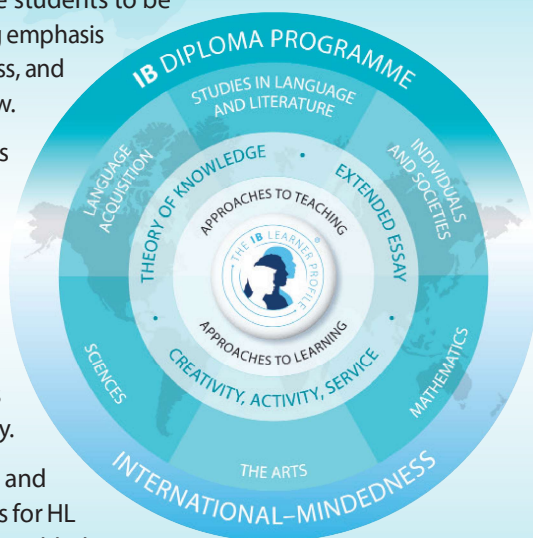 students to be
emphasis
ss, and
w.
s
y.
and
s for HL
IB DIPLOMA PROGRAMME
STUDIES IN LANGUAGE
AND LITERATURE
LANGUAGE
ACQUISITION
INDIVIDUALS
AND SOCIETIES
THEORY OF KNOWLEDGE
EXTENDED ESSAY
APPROACHES TO TEACHING
THE IB LEARNER PROFILE
APPROACHES TO LEARNING
CREATIVITY, ACTIVITY, SERVICE
SCIENCES
MATHEMATICS
THE ARTS
INTERNATIONAL–MINDEDNESS